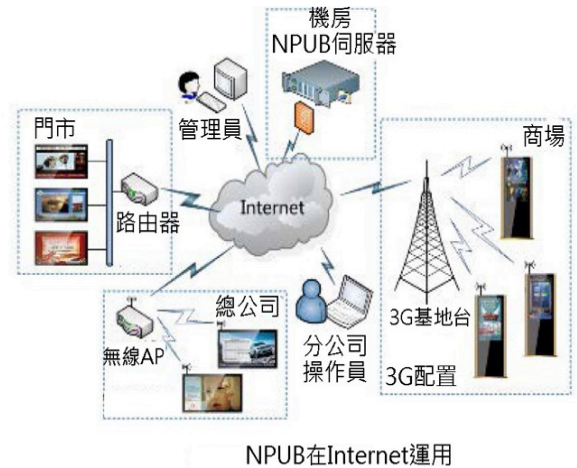 機房
NPUB伺服器
門市
管理員
商場
路由器
Internet
總公司
3G基地台
無線AP
分公司
操作員
3G配置
NPUB在Internet運用